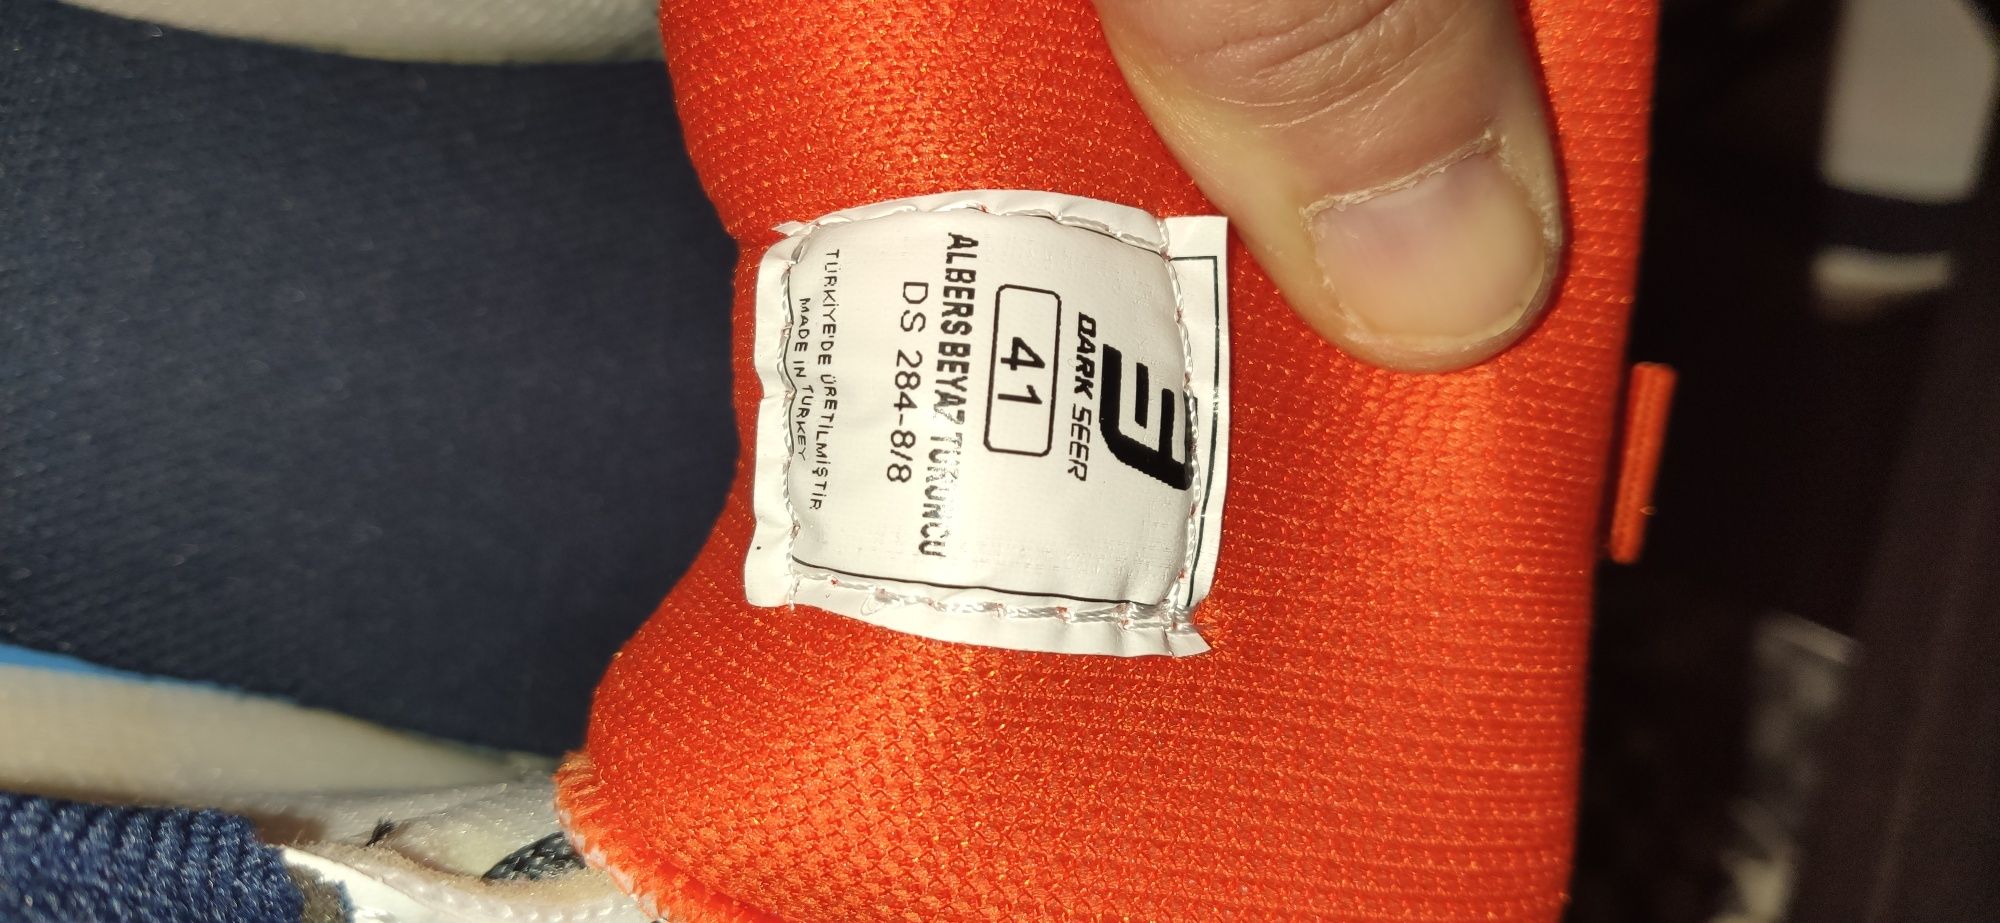 DARK SEER
41
ALBERS BEYAZ TURUNCU
DS 284-8/8
TÜRKİYE'DE ÜRETİLMİŞTİR
MADE IN TURKEY